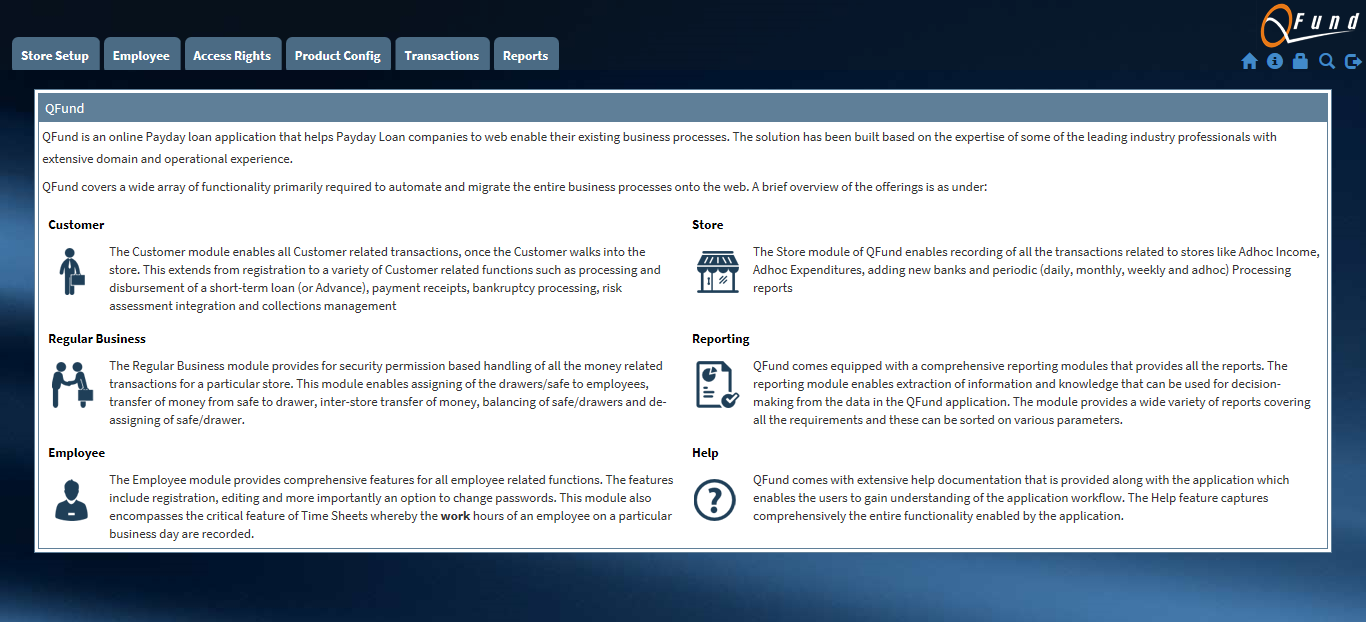 QFund
Store Setup
Employee
Access Rights
Product Config
Transactions
Reports
QFund
QFund is an online Payday loan application that helps Payday Loan companies to web enable their existing business processes. The solution has been built based on the expertise of some of the leading industry professionals with
extensive domain and operational experience.
QFund covers a wide array of functionality primarily required to automate and migrate the entire business processes onto the web. A brief overview of the offerings is as under:
Customer
The Customer module enables all Customer related transactions, once the Customer walks into the
store. This extends from registration to a variety of Customer related functions such as processing and
disbursement of a short-term loan (or Advance), payment receipts, bankruptcy processing, risk
assessment integration and collections management
Store
The Store module of QFund enables recording of all the transactions related to stores like Adhoc Income,
Adhoc Expenditures, adding new banks and periodic (daily, monthly, weekly and adhoc) Processing
reports
Regular Business
The Regular Business module provides for security permission based handling of all the money related
transactions for a particular store. This module enables assigning of the drawers/safe to employees,
transfer of money from safe to drawer, inter-store transfer of money, balancing of safe/drawers and de-
assigning of safe/drawer.
Reporting
QFund comes equipped with a comprehensive reporting modules that provides all the reports. The
reporting module enables extraction of information and knowledge that can be used for decision-
making from the data in the QFund application. The module provides a wide variety of reports covering
all the requirements and these can be sorted on various parameters.
Employee
The Employee module provides comprehensive features for all employee related functions. The features
include registration, editing and more importantly an option to change passwords. This module also
encompasses the critical feature of Time Sheets whereby the work hours of an employee on a particular
business day are recorded.
Help
QFund comes with extensive help documentation that is provided along with the application which
enables the users to gain understanding of the application workflow. The Help feature captures
comprehensively the entire functionality enabled by the application.